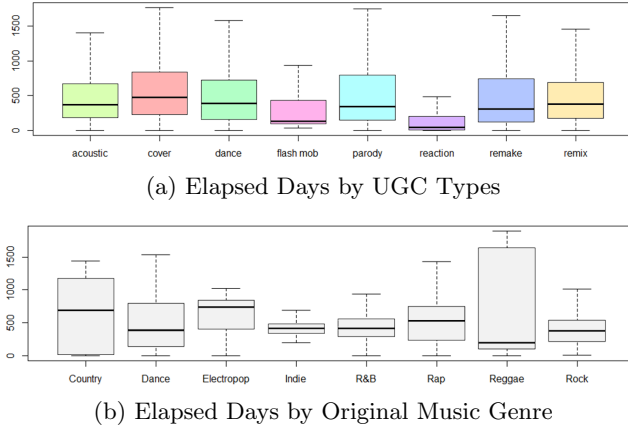 1500
1000
500
0
acoustic cover dance flash mob parody reaction remake remix
(a) Elapsed Days by UGC Types
1500
1000
500
0
Country Dance Electropop Indie R&B Rap Reggae Rock
(b) Elapsed Days by Original Music Genre